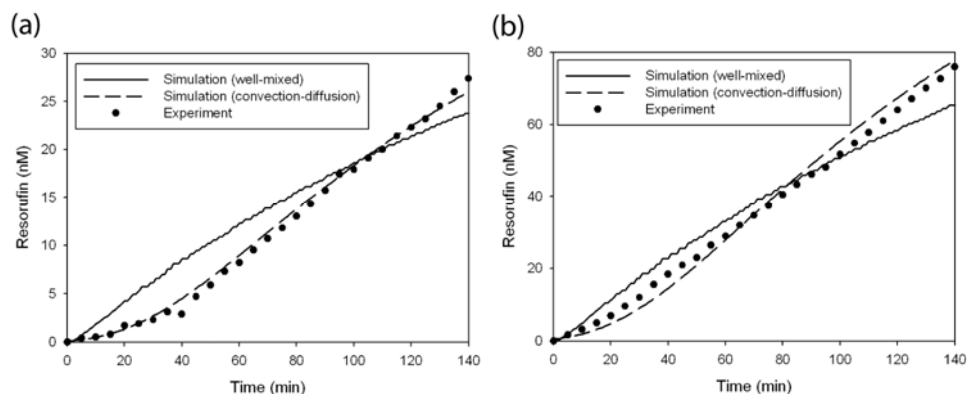 (a)
30
25
20
15
10
5
0
Resorufin (nM)
Simulation (well-mixed)
Simulation (convection-diffusion)
Experiment
0 20 40 60 80 100 120 140
Time (min)
(b)
80
60
40
20
0
Resorufin (nM)
Simulation (well-mixed)
Simulation (convection-diffusion)
Experiment
0 20 40 60 80 100 120 140
Time (min)